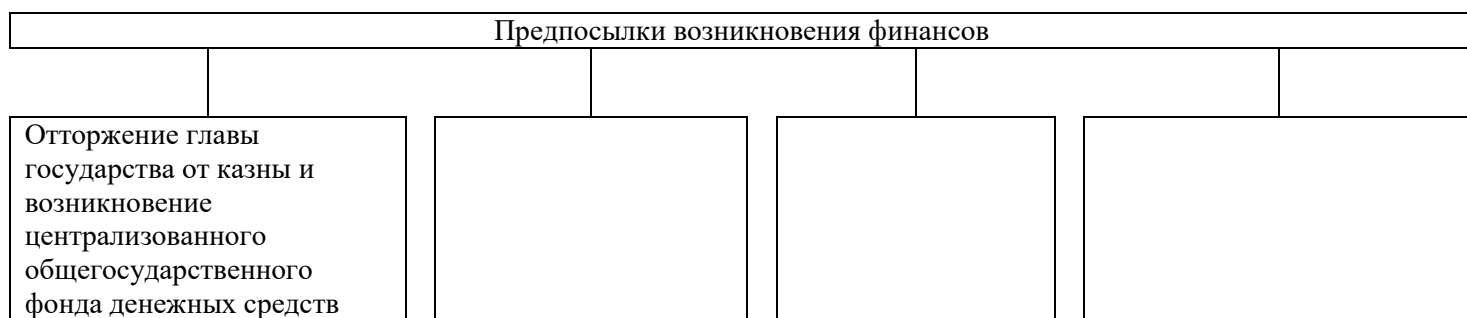 Предпосылки возникновения финансов
Отторжение главы
государства от казны и
возникновение
централизованного
общегосударственного
фонда денежных средств